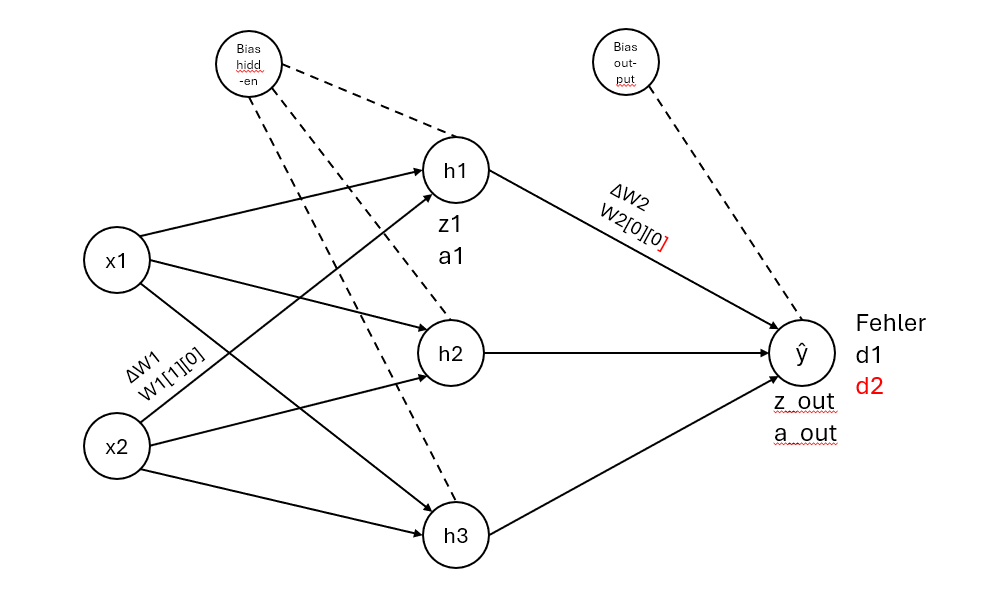 Bias
hidd
-en
Bias
out-
put
h1
z1
a1
ΔW2
W2[0][0]
x1
h2
ΔW1
W1[1][0]
x2
h3
ŷ
z_out
a_out
Fehler
d1
d2